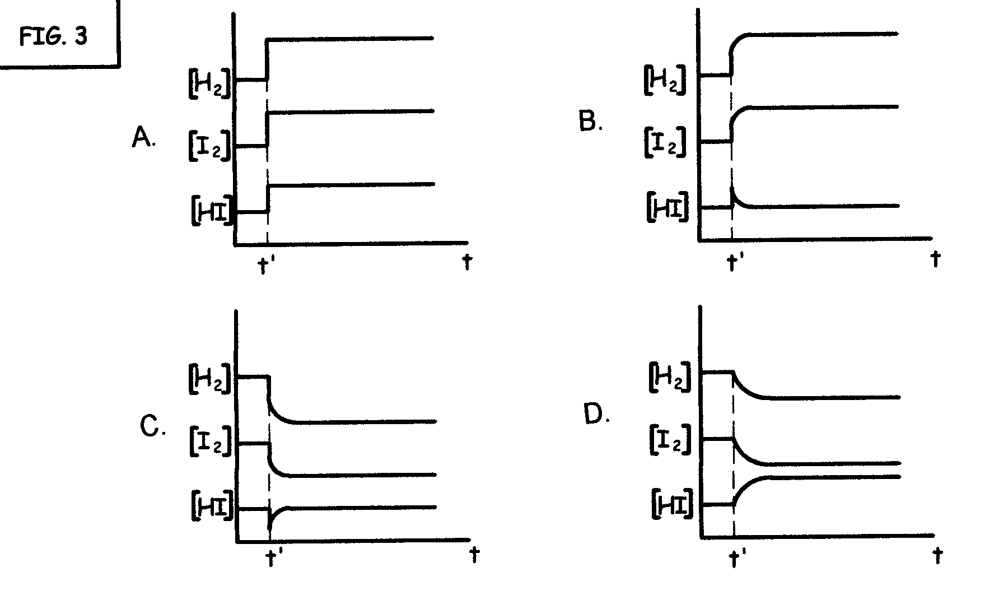 FIG. 3
A.
[H2]
[I2]
[HI]
t'
t
B.
[H2]
[I2]
[HI]
t'
t
C.
[H2]
[I2]
[HI]
t'
t
D.
[H2]
[I2]
[HI]
t'
t